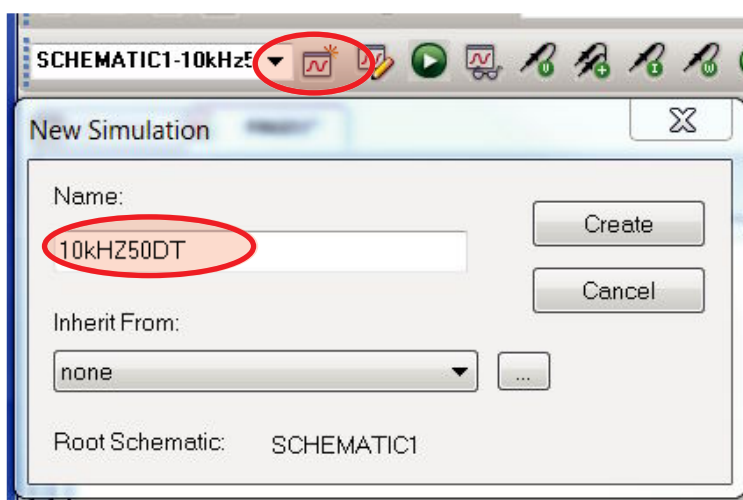 SCHEMATIC1-10kHz5
New Simulation
Name:
10kHZ50DT
Create
Cancel
Inherit From:
none
...
Root Schematic: SCHEMATIC1